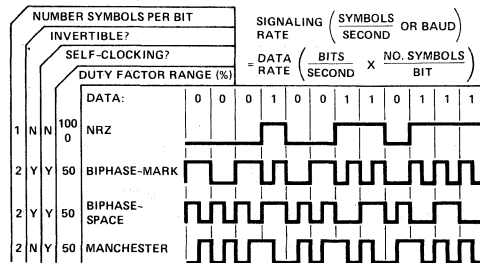 NUMBER SYMBOLS PER BIT
INVERTIBLE?
SELF-CLOCKING?
DUTY FACTOR RANGE (%)
SIGNALING RATE (SYMBOLS/SECOND OR BAUD)
= DATA RATE (BITS/SECOND X NO. SYMBOLS/BIT)
DATA: 0 0 0 1 0 0 1 1 0 1 1 1
1 N N 100 0 NRZ
2 Y Y 50 BIPHASE-MARK
2 Y Y 50 BIPHASE-SPACE
2 N Y 50 MANCHESTER